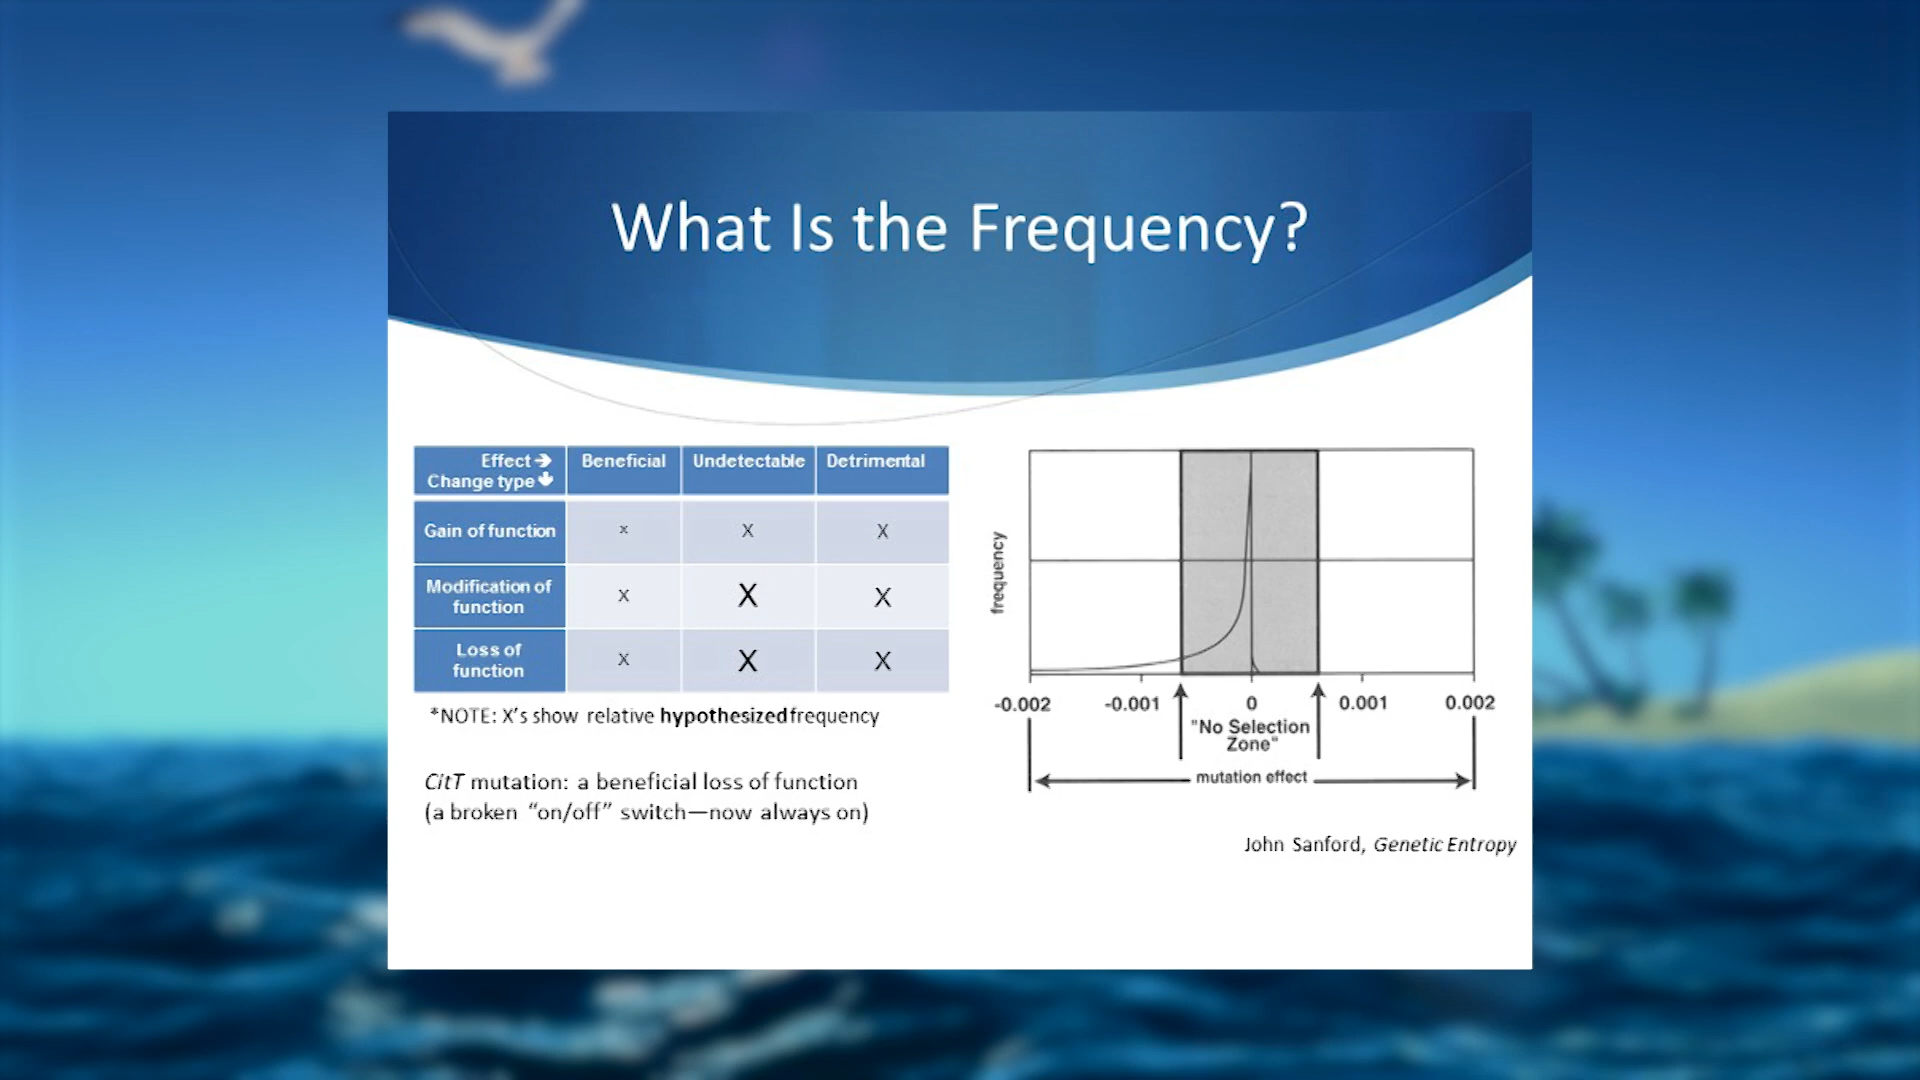 What Is the Frequency?
Effect → Beneficial Undetectable Detrimental
Change type ↓
Gain of function x X X
Modification of function X X X
Loss of function X X X
*NOTE: X's show relative hypothesized frequency
CitT mutation: a beneficial loss of function
(a broken “on/off” switch—now always on)
frequency
-0.002 -0.001 0 0.001 0.002
"No Selection
Zone"
mutation effect
John Sanford, Genetic Entropy